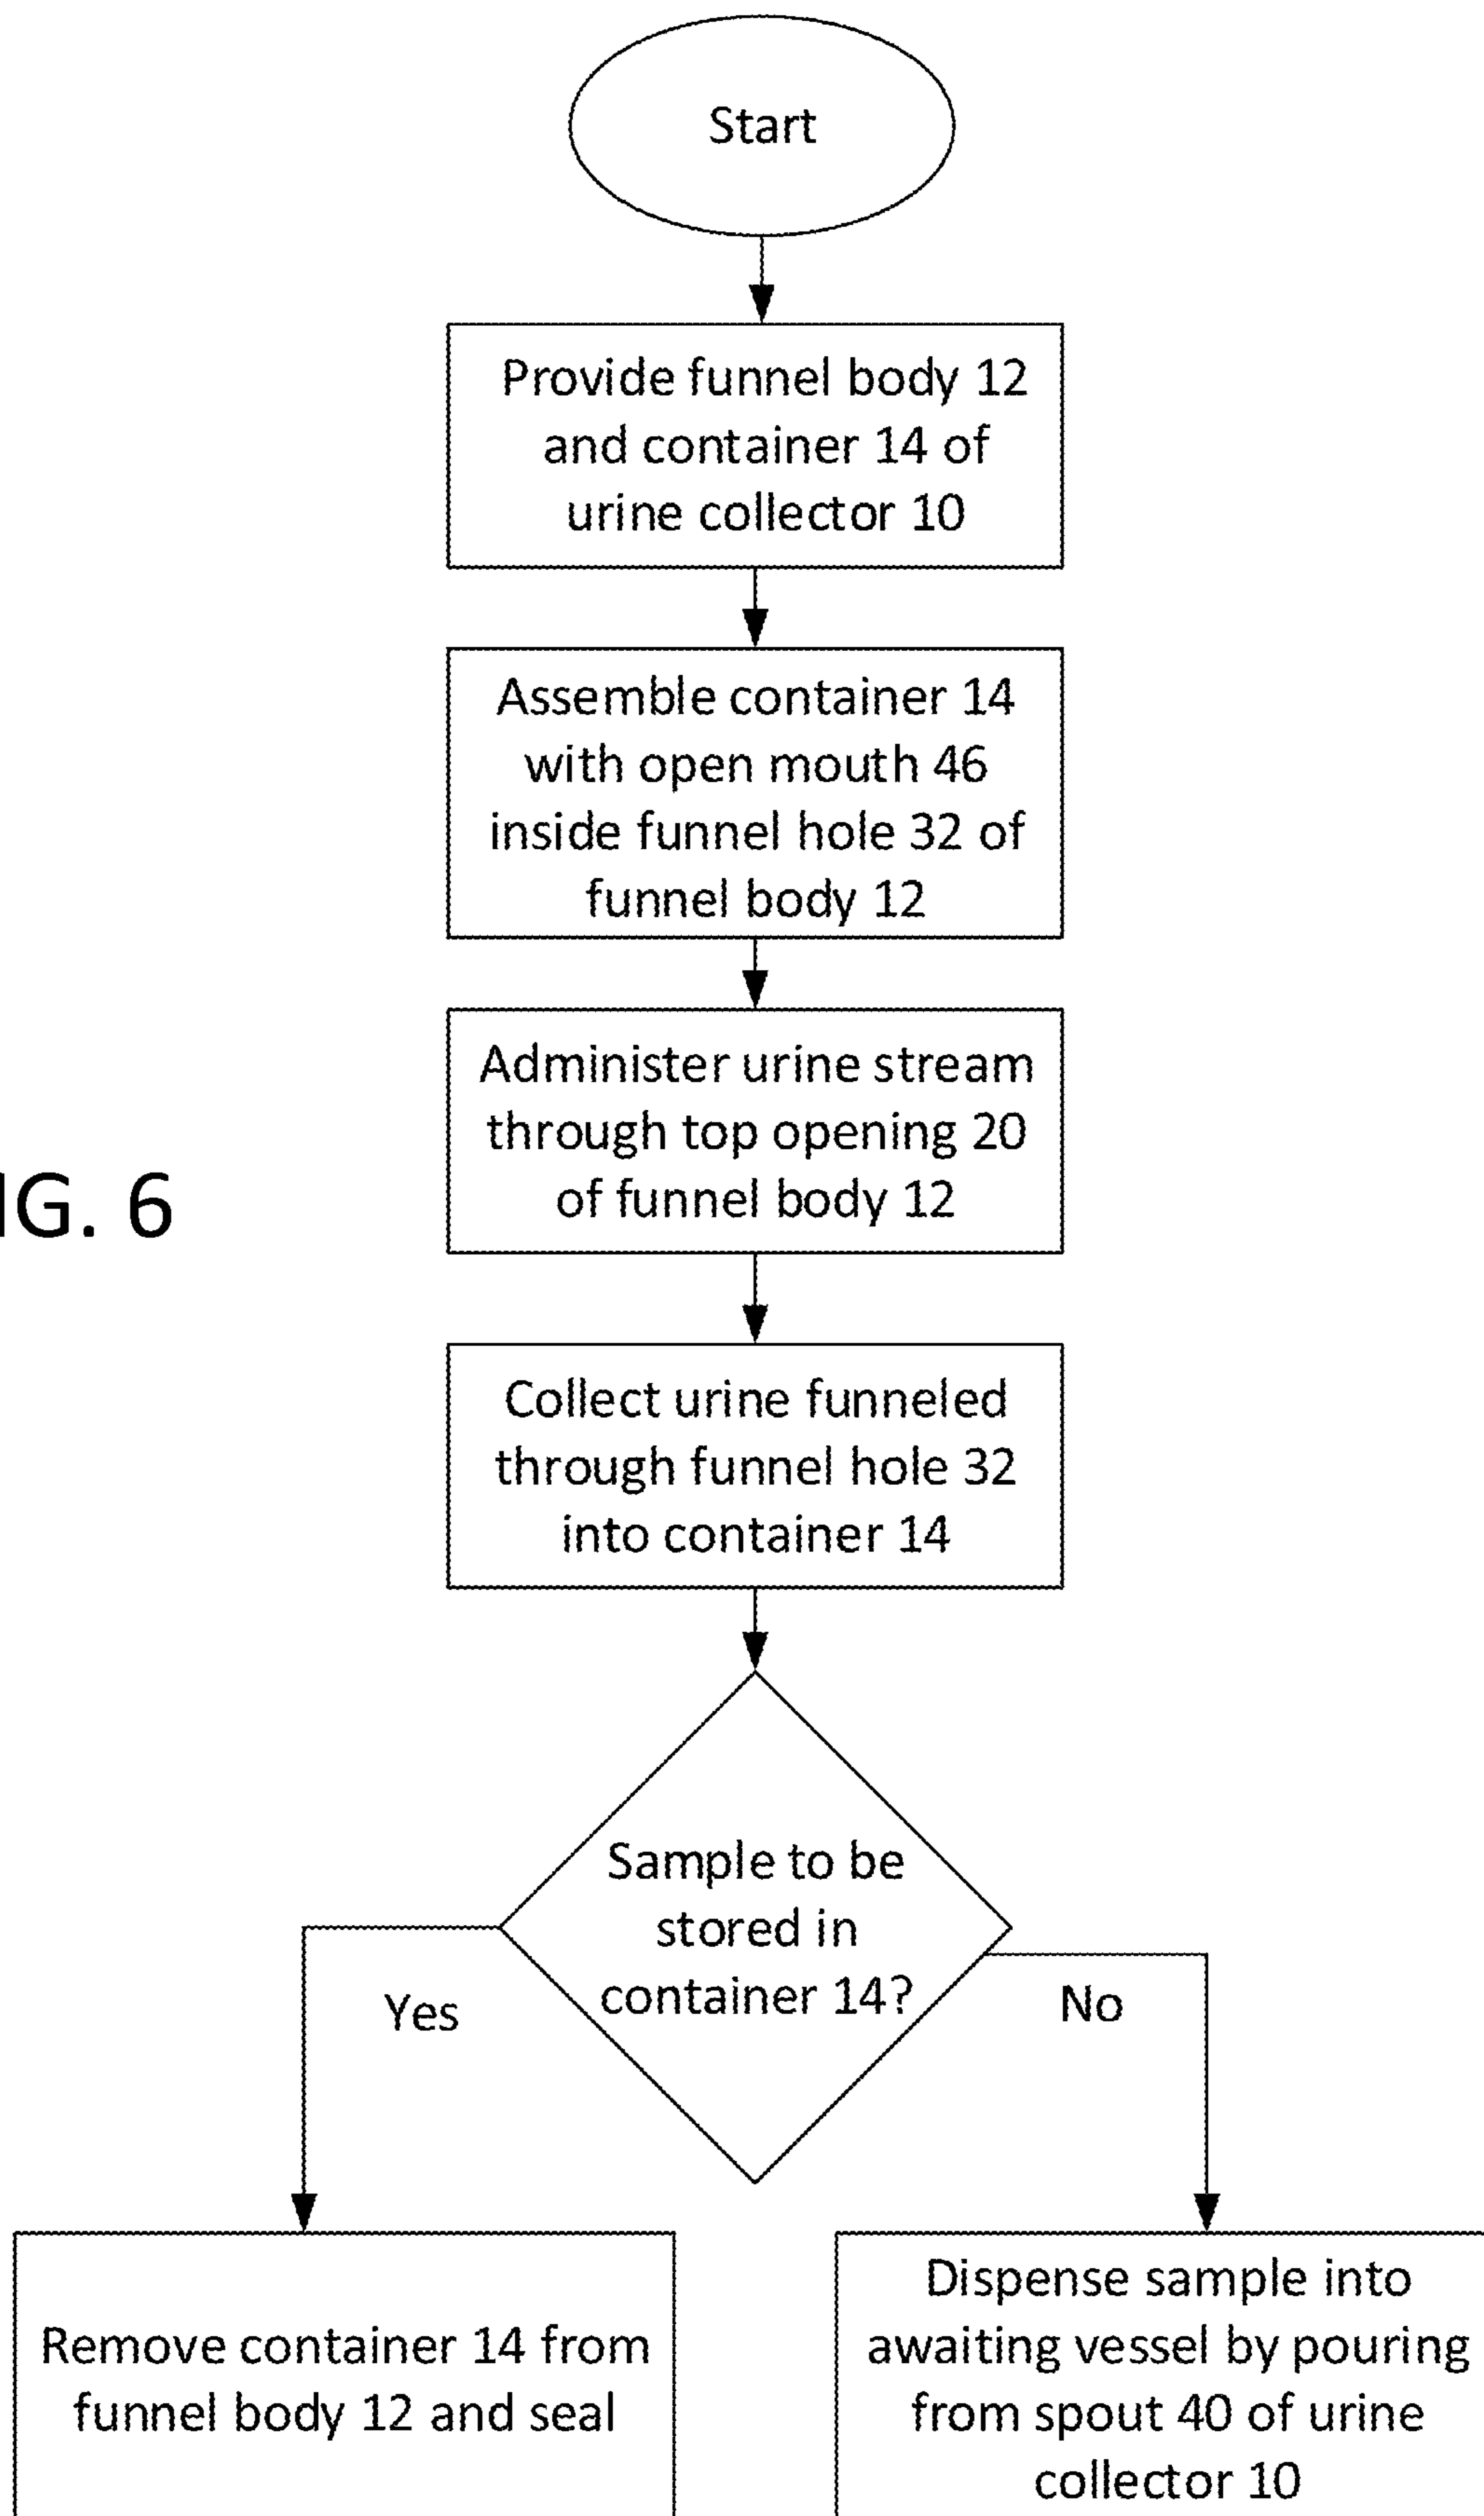 Start
Provide funnel body 12
and container 14 of
urine collector 10
Assemble container 14
with open mouth 46
inside funnel hole 32 of
funnel body 12
Administer urine stream
through top opening 20
of funnel body 12
IG. 6
Collect urine funneled
through funnel hole 32
into container 14
Sample to be
stored in
container 14?
Yes
No
Remove container 14 from
funnel body 12 and seal
Dispense sample into
awaiting vessel by pouring
from spout 40 of urine
collector 10